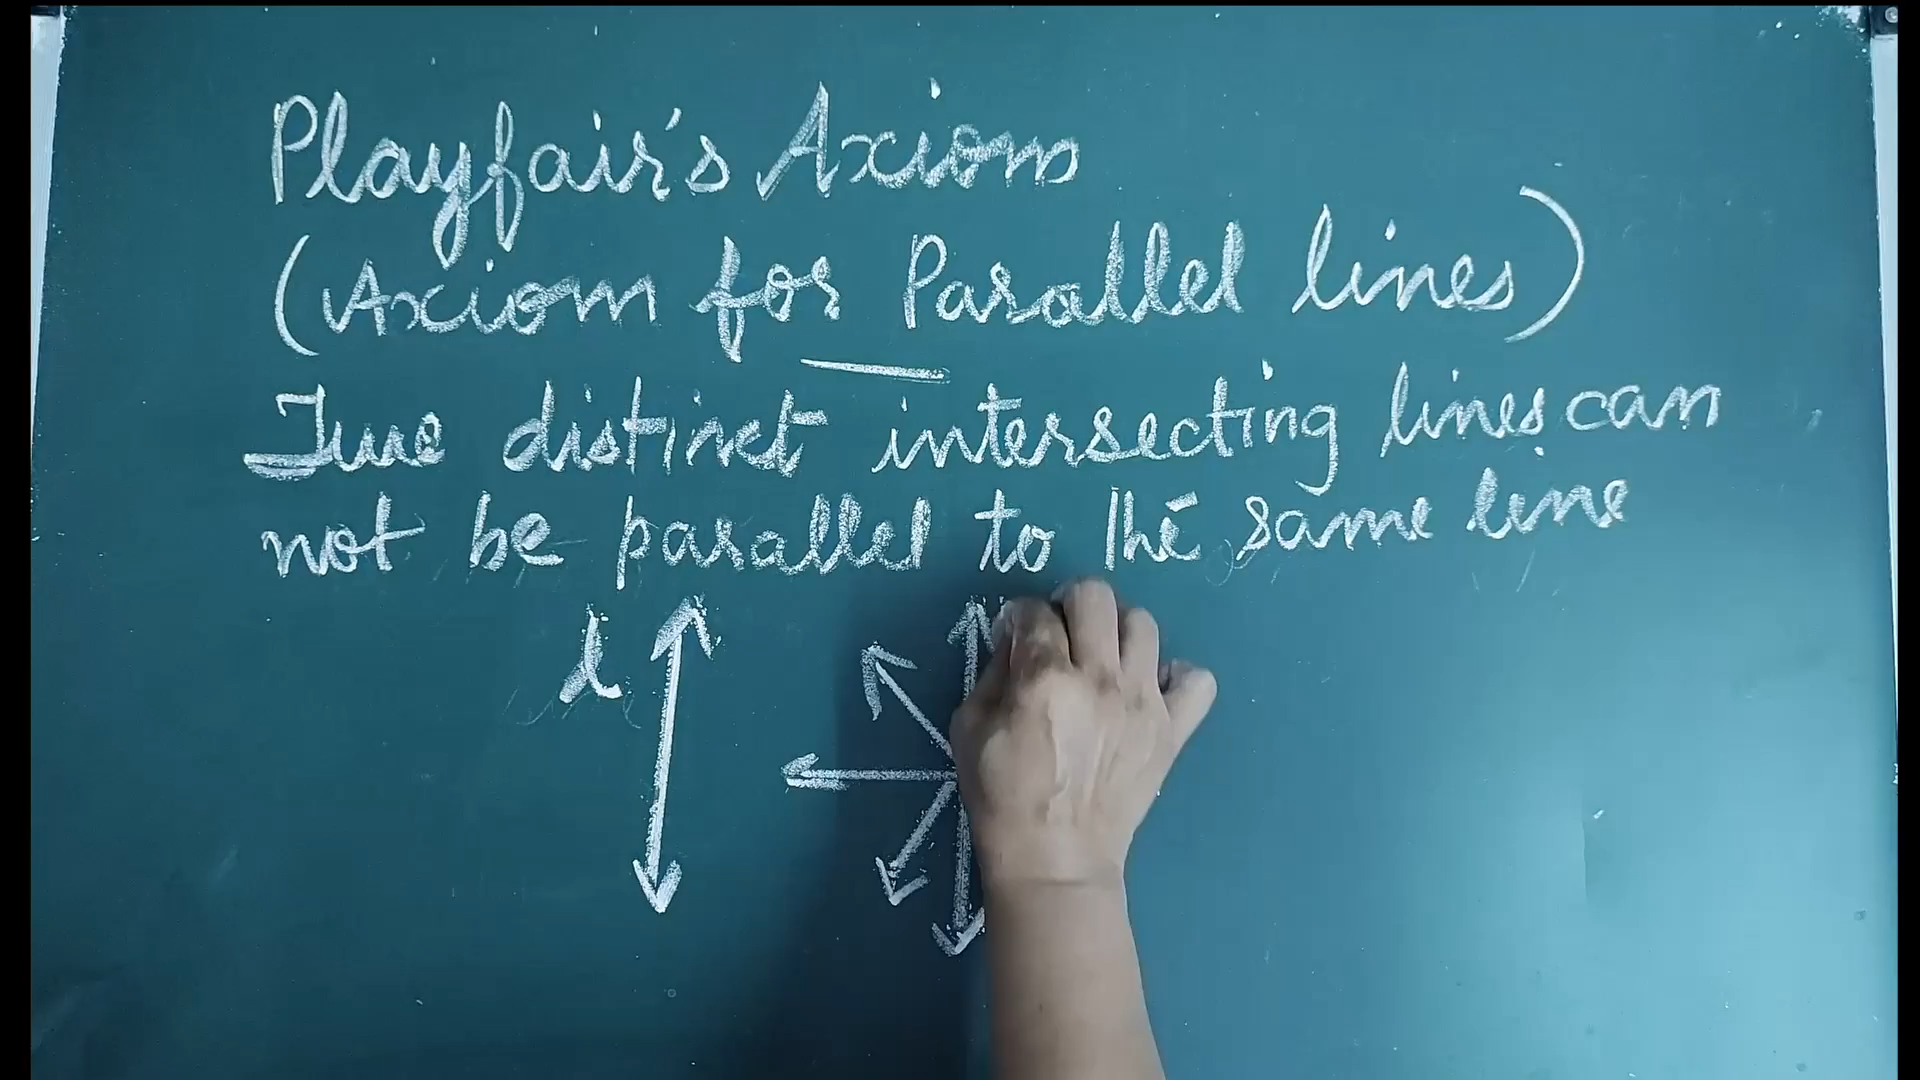 Playfair's Axiom
(Axiom for Parallel lines)
Two distinct intersecting lines can
not be parallel to the same line
l